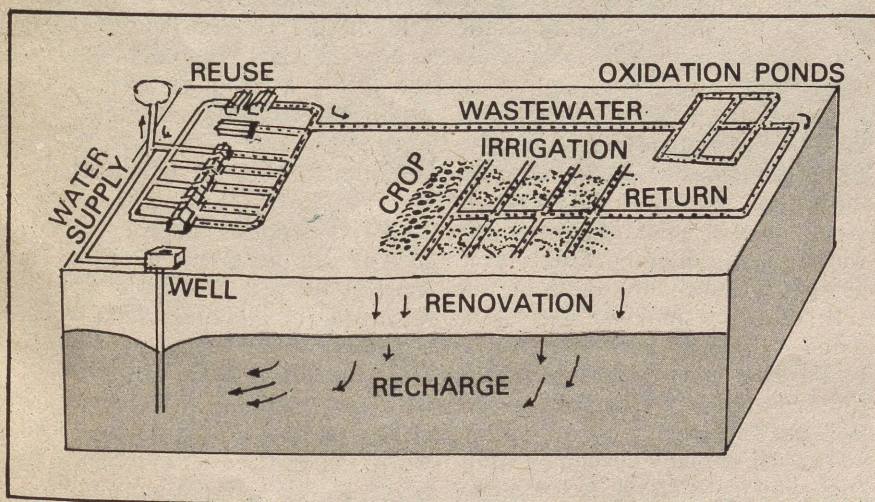 REUSE
OXIDATION PONDS
WASTEWATER
IRRIGATION
WATER
SUPPLY
CROP
RETURN
WELL
RENOVATION
RECHARGE